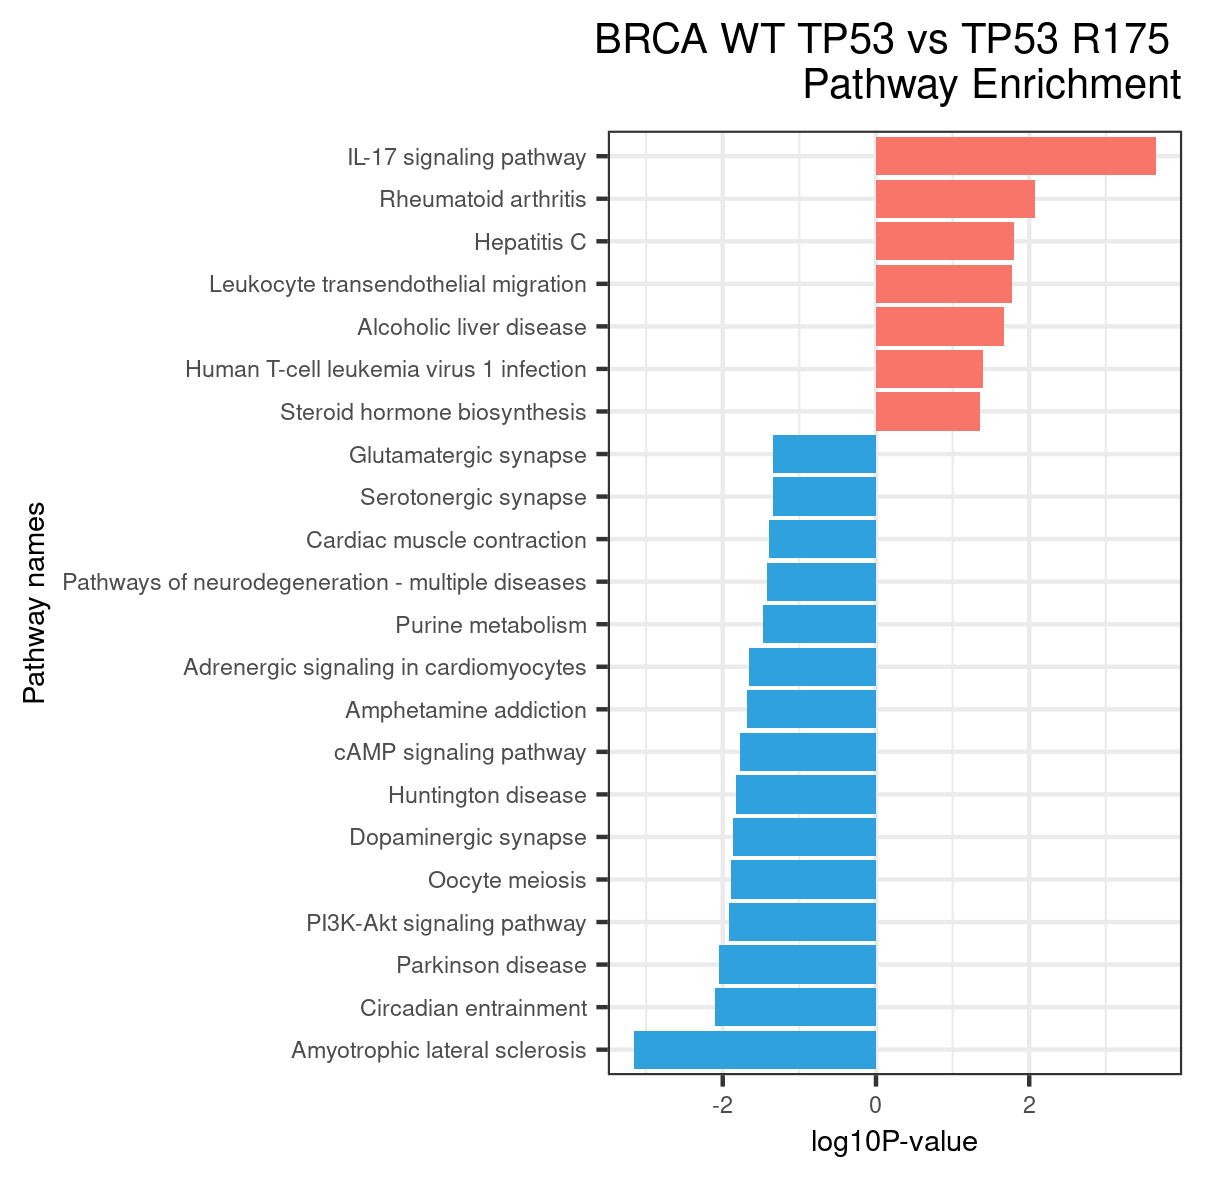 BRCA WT TP53 vs TP53 R175
Pathway Enrichment
Pathway names
IL-17 signaling pathway
Rheumatoid arthritis
Hepatitis C
Leukocyte transendothelial migration
Alcoholic liver disease
Human T-cell leukemia virus 1 infection
Steroid hormone biosynthesis
Glutamatergic synapse
Serotonergic synapse
Cardiac muscle contraction
Pathways of neurodegeneration - multiple diseases
Purine metabolism
Adrenergic signaling in cardiomyocytes
Amphetamine addiction
cAMP signaling pathway
Huntington disease
Dopaminergic synapse
Oocyte meiosis
PI3K-Akt signaling pathway
Parkinson disease
Circadian entrainment
Amyotrophic lateral sclerosis
-2 0 2
log10P-value